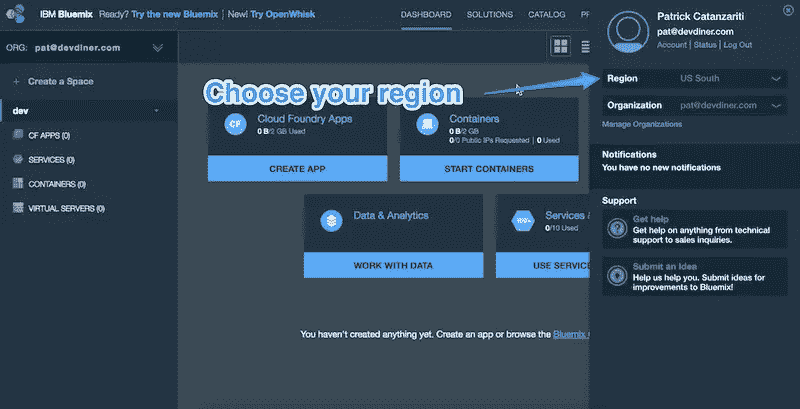 IBM Bluemix Ready? Try the new Bluemix | New! Try OpenWhisk
DASHBOARD SOLUTIONS CATALOG
ORG: pat@devdiner.com
+ Create a Space
dev
CF APPS (0)
SERVICES (0)
CONTAINERS (0)
VIRTUAL SERVERS (0)
Choose your region
CF
Cloud Foundry Apps
0 B/2 GB Used
CREATE APP
Containers
0 B/2 GB Used
0/0 Public IPs Requested | 0 Used
START CONTAINERS
Data & Analytics
WORK WITH DATA
Services &
0/10 Used
USE SERVIC
You haven't created anything yet. Create an app or browse the Bluemix
Patrick Catanzariti
pat@devdiner.com
Account | Status | Log Out
Region US South
Organization pat@devdiner.com
Manage Organizations
Notifications
You have no new notifications
Support
Get help
Get help on anything from technical
support to sales inquiries.
Submit an Idea
Help us help you. Submit ideas for
improvements to Bluemix!